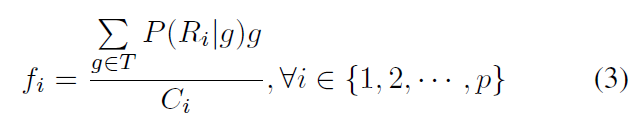 f_i = \frac{\sum_{g \in T} P(R_i|g)g}{C_i}, \forall i \in \{1, 2, \cdots, p\} (3)